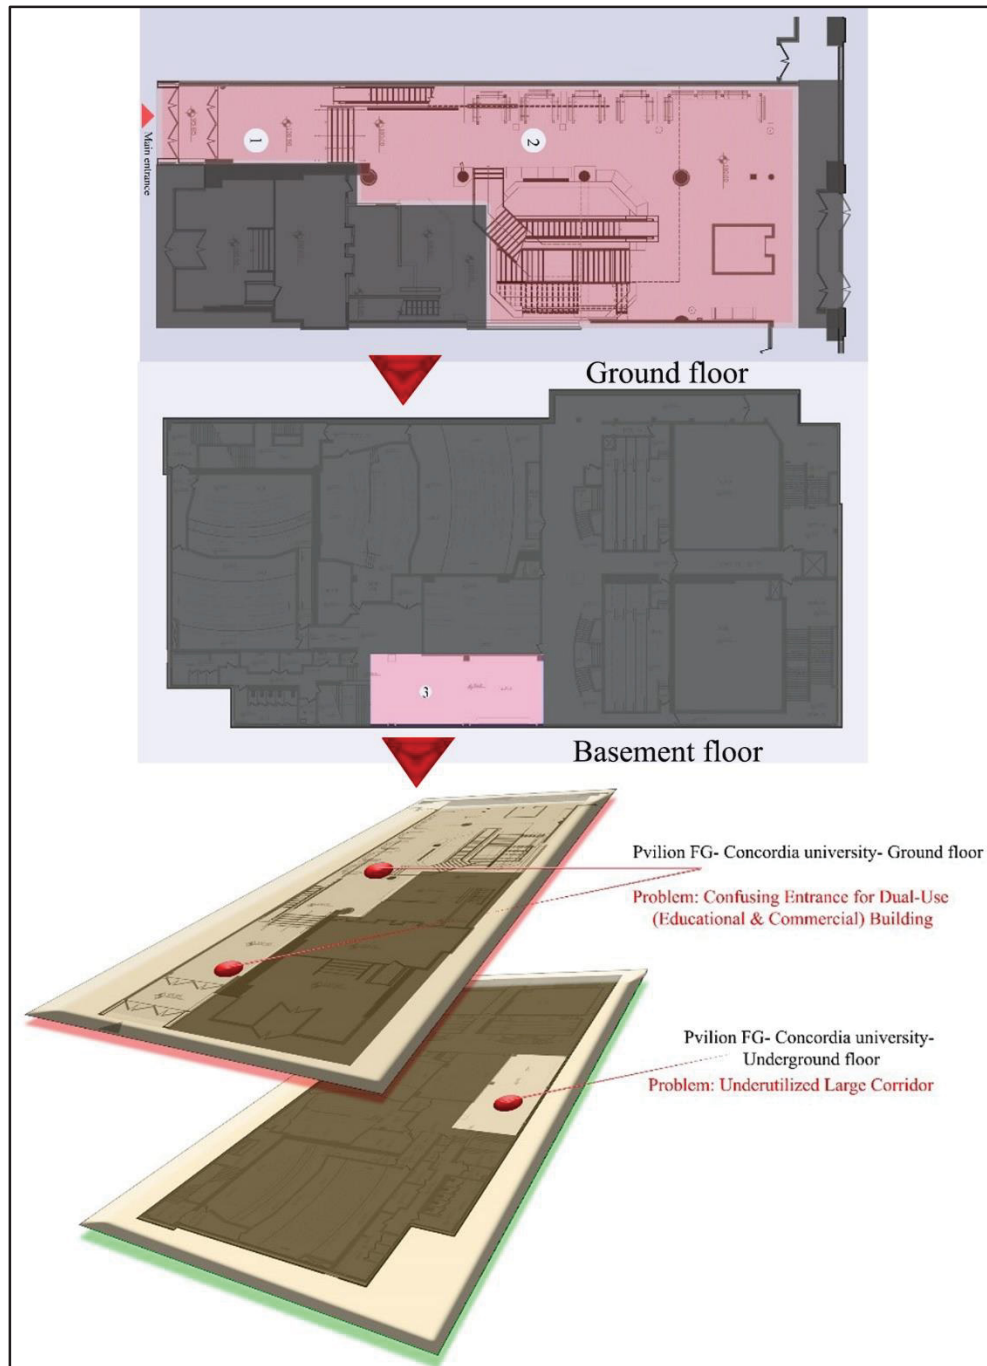 Main entrance
1
2
Ground floor
3
Basement floor
Pvilion FG- Concordia university- Ground floor
Problem: Confusing Entrance for Dual-Use
(Educational & Commercial) Building
Pvilion FG- Concordia university-
Underground floor
Problem: Underutilized Large Corridor